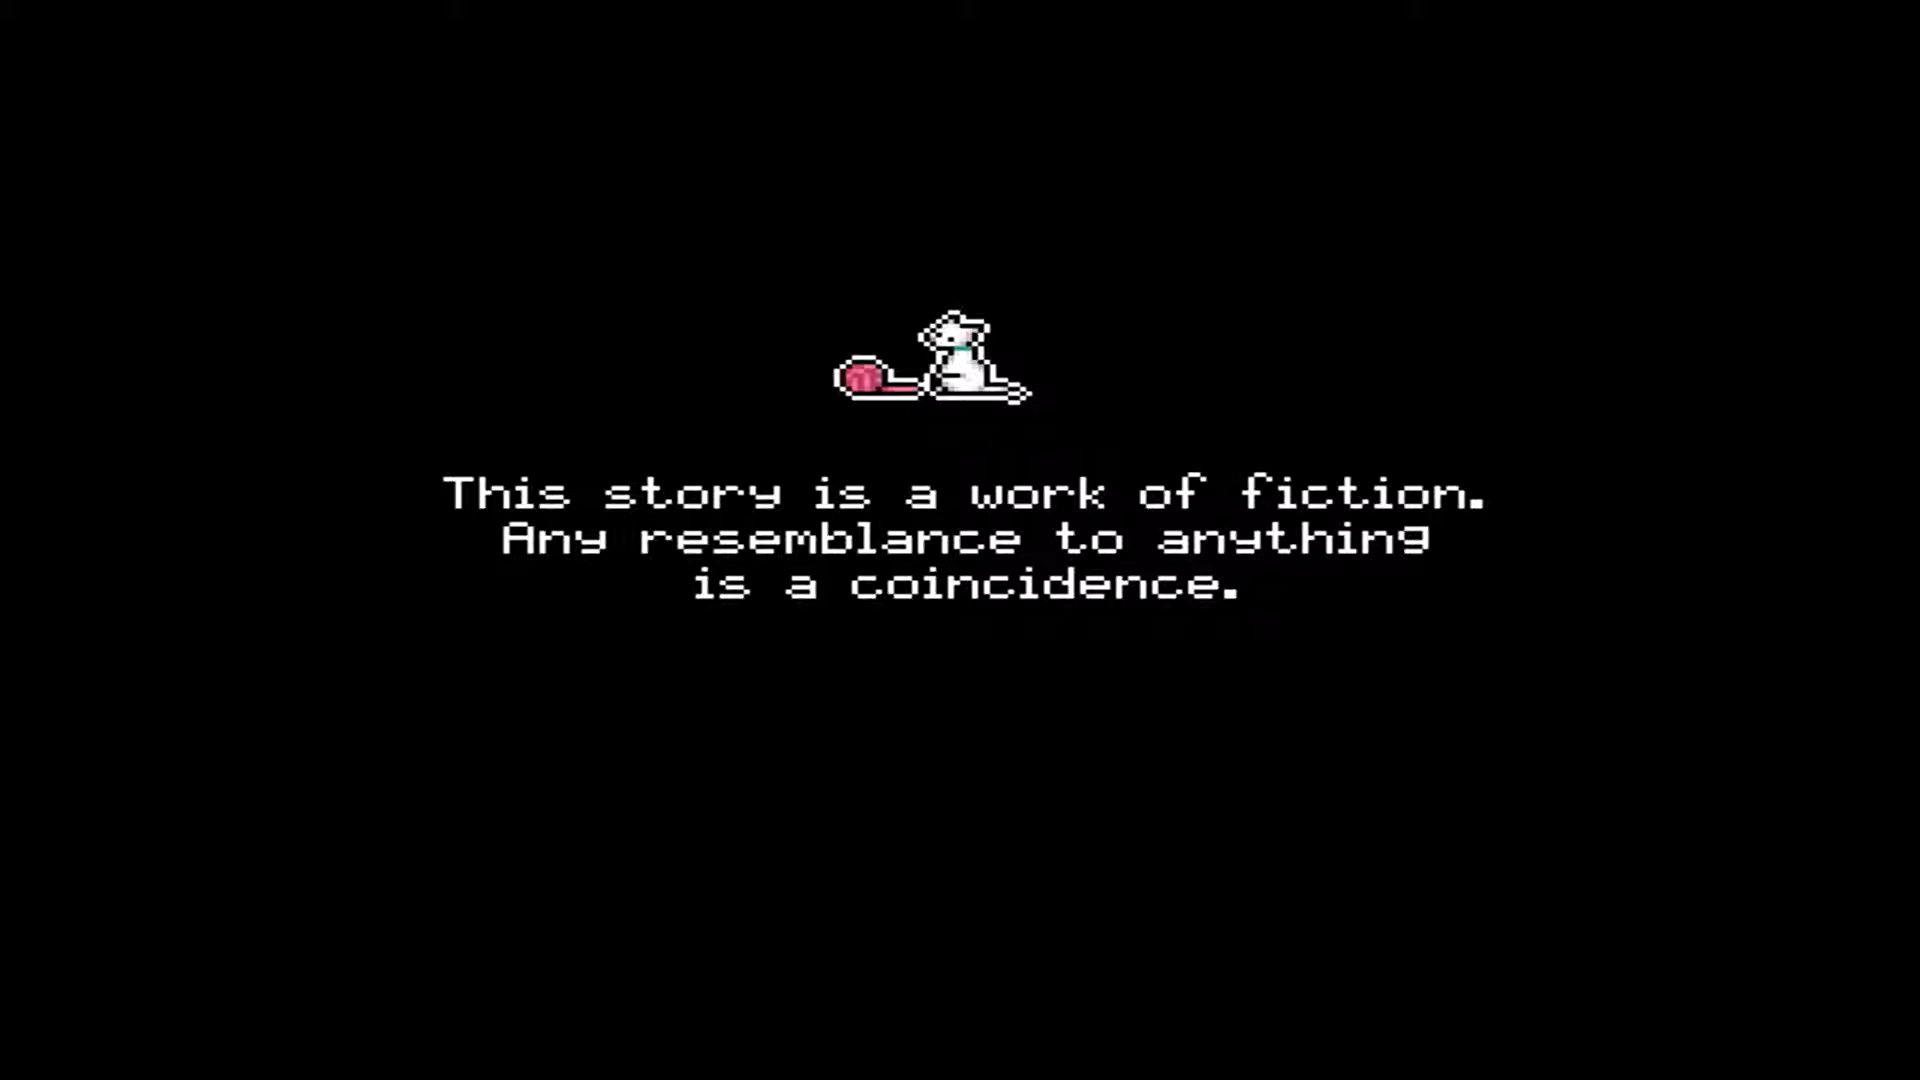 This story is a work of fiction.
Any resemblance to anything
is a coincidence.